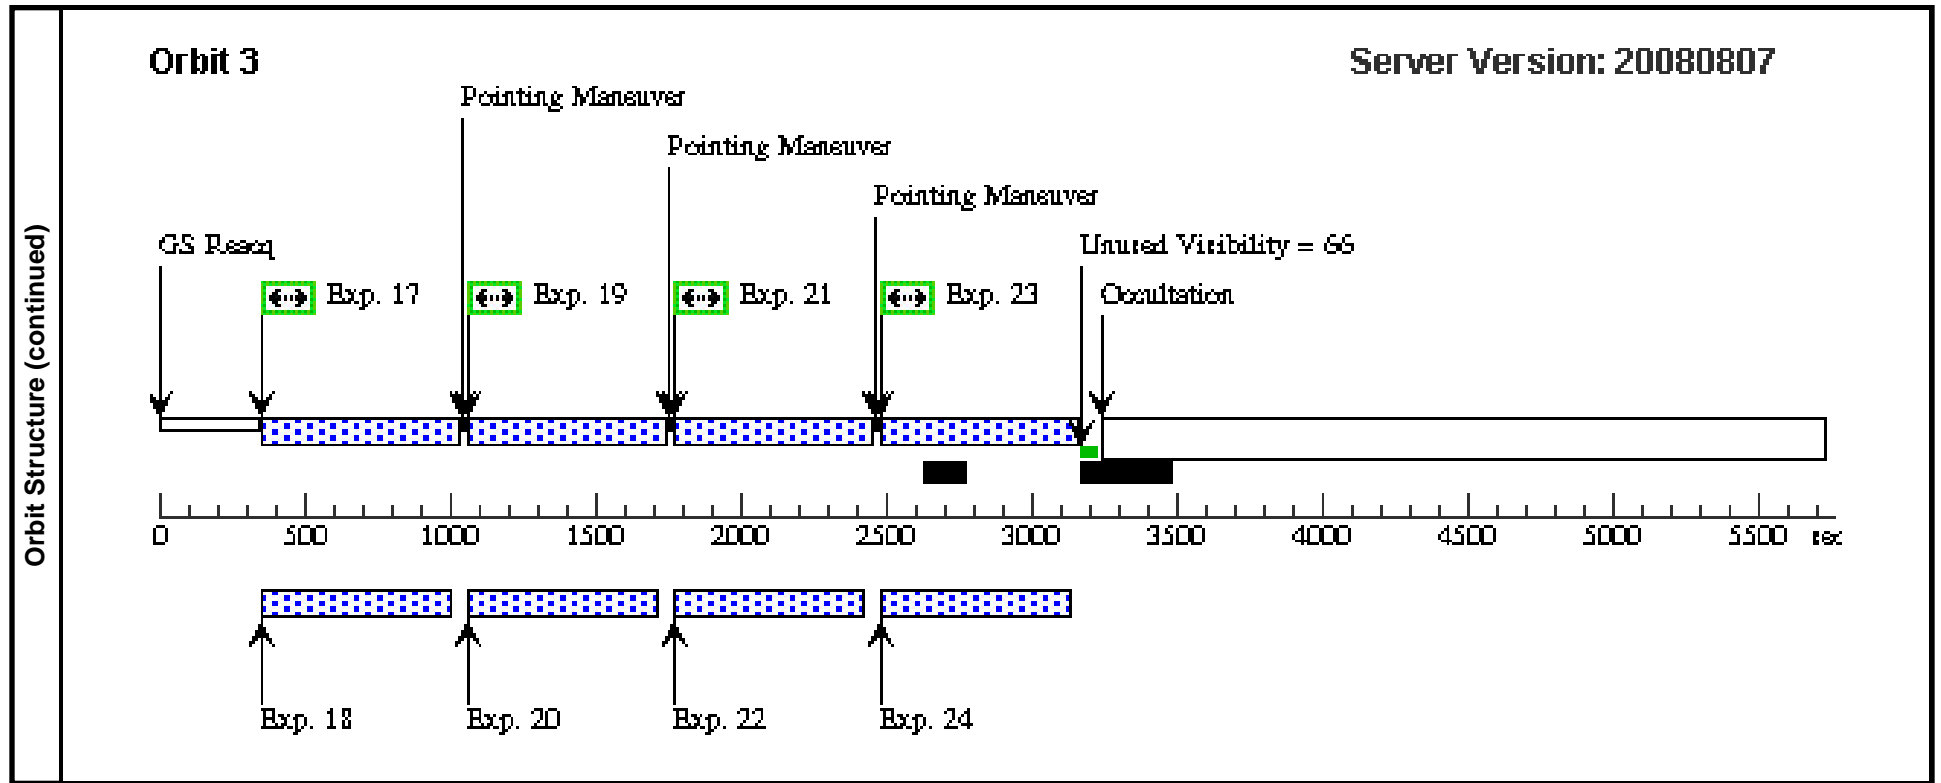 Orbit Structure (continued)
Orbit 3
Server Version: 20080807
Pointing Maneuver
Pointing Maneuver
Pointing Maneuver
GS Reacq
Unused Visibility = 66
Exp. 17
Exp. 19
Exp. 21
Exp. 23
Occultation
0 500 1000 1500 2000 2500 3000 3500 4000 4500 5000 5500 sec
Exp. 18
Exp. 20
Exp. 22
Exp. 24